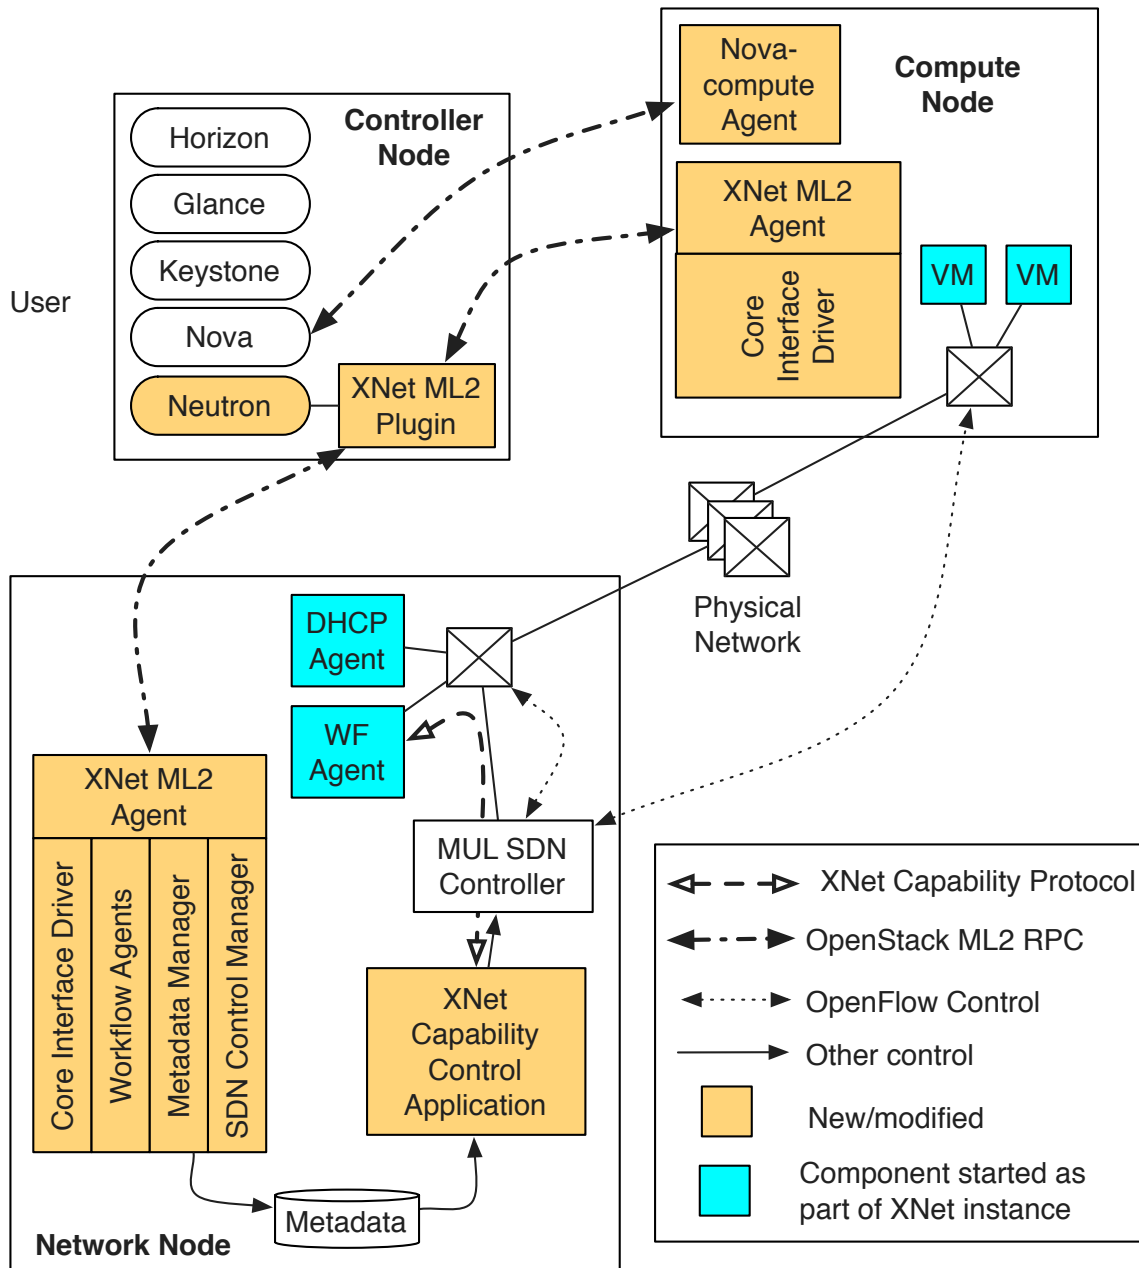 User
Controller
Node
Horizon
Glance
Keystone
Nova
Neutron
XNet ML2
Plugin
Compute
Node
Nova-
compute
Agent
XNet ML2
Agent
Core
Interface
Driver
VM
VM
Physical
Network
DHCP
Agent
WF
Agent
XNet ML2
Agent
Core Interface Driver
Workflow Agents
Metadata Manager
SDN Control Manager
MUL SDN
Controller
XNet
Capability
Control
Application
Metadata
Network Node
XNet Capability Protocol
OpenStack ML2 RPC
OpenFlow Control
Other control
New/modified
Component started as
part of XNet instance